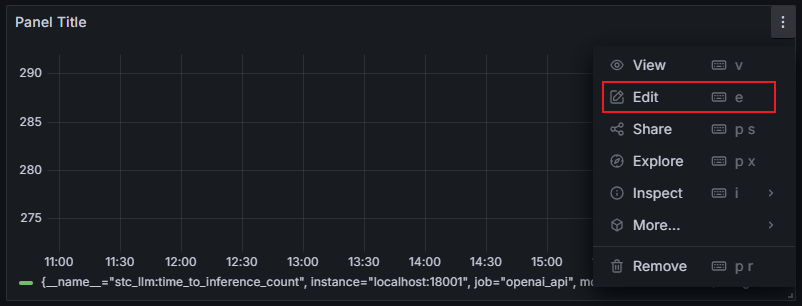 Panel Title
290
285
280
275
11:00 11:30 12:00 12:30 13:00 13:30 14:00 14:30 15:00
{__name__="stc_llm:time_to_inference_count", instance="localhost:18001", job="openai_api", mo
View v
Edit e
Share p s
Explore p x
Inspect i
More...
Remove p r